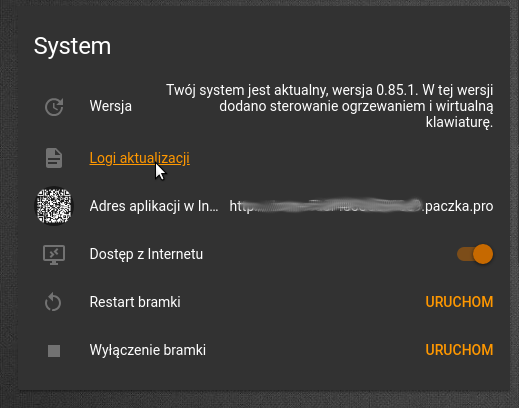 System
Twój system jest aktualny, wersja 0.85.1. W tej wersji
Wersja dodano sterowanie ogrzewaniem i wirtualną
klawiaturę.
Logi aktualizacji
Adres aplikacji w In... http .paczka.pro
Dostęp z Internetu
Restart bramki URUCHOM
Wyłączenie bramki URUCHOM